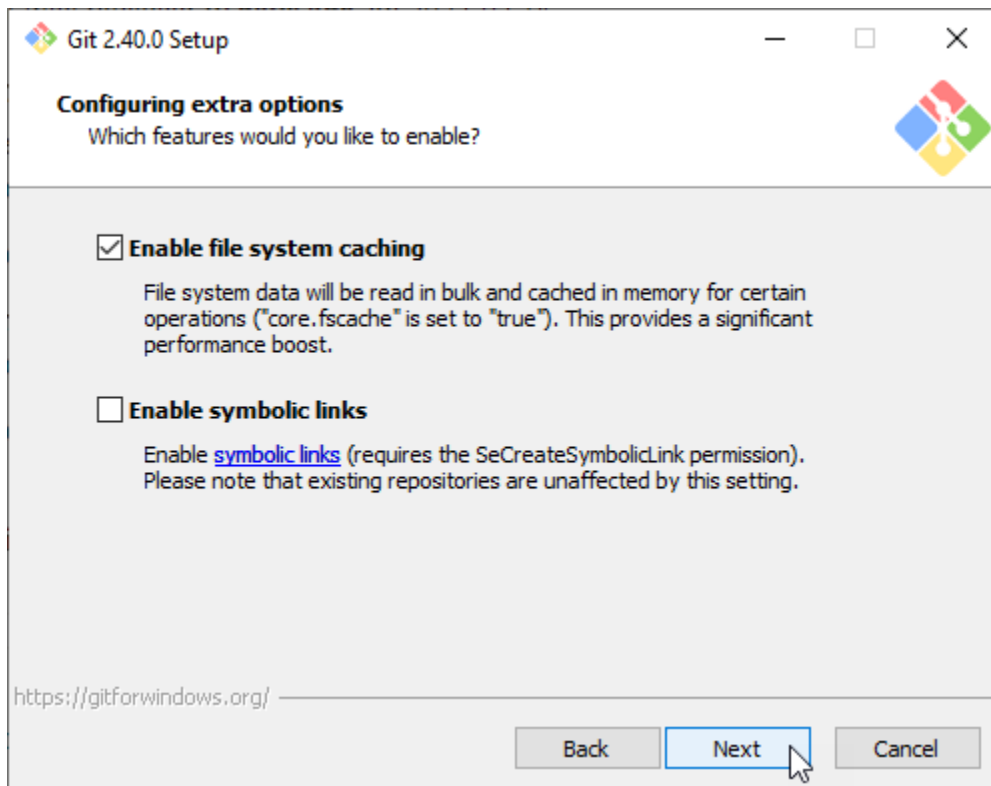 Git 2.40.0 Setup
Configuring extra options
Which features would you like to enable?
Enable file system caching
File system data will be read in bulk and cached in memory for certain
operations ("core.fscache" is set to "true"). This provides a significant
performance boost.
Enable symbolic links
Enable symbolic links (requires the SeCreateSymbolicLink permission).
Please note that existing repositories are unaffected by this setting.
https://gitforwindows.org/
Back Next Cancel